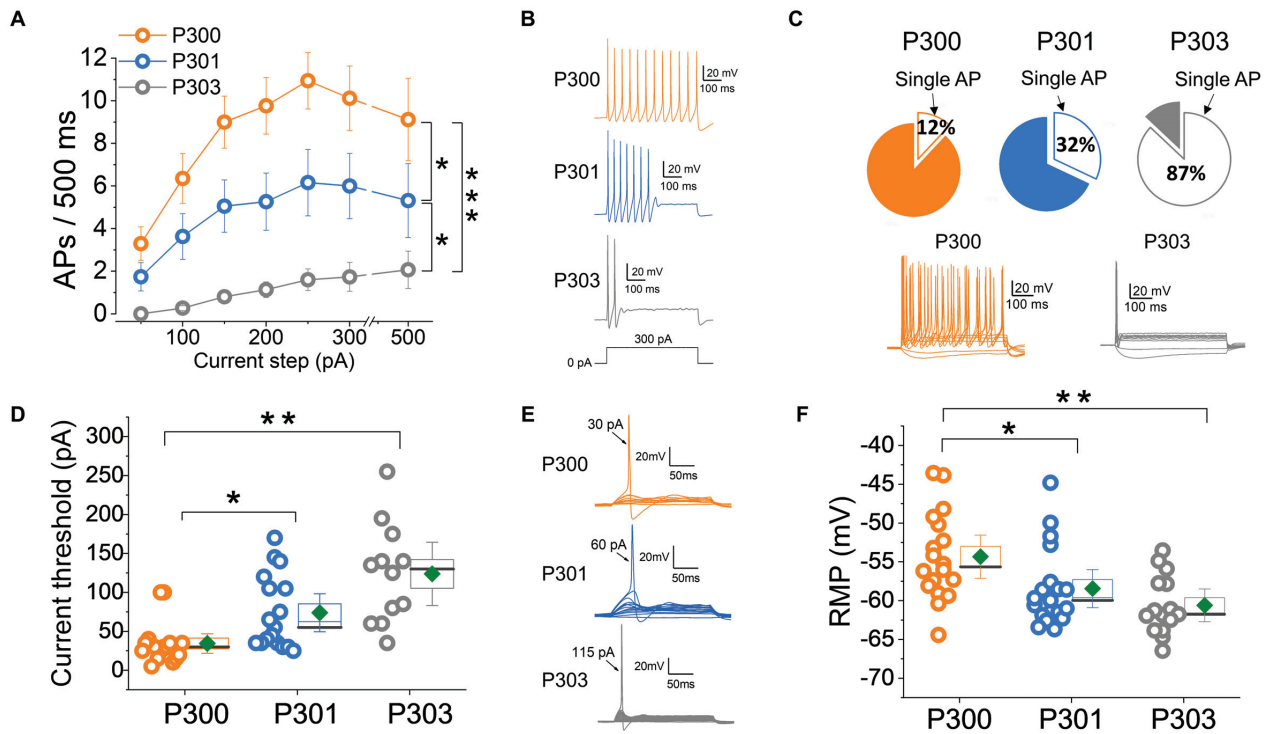 A
P300
P301
P303
APs / 500 ms
12
10
8
6
4
2
0
100
200
300
500
Current step (pA)
*
*
***
B
P300
20 mV
100 ms
P301
20 mV
100 ms
P303
20 mV
100 ms
300 pA
0 pA
C
P300
P301
P303
Single AP
Single AP
Single AP
12%
32%
87%
P300
20 mV
100 ms
P303
20 mV
100 ms
D
Current threshold (pA)
300
250
200
150
100
50
0
* *
*
P300
P301
P303
E
P300
30 pA
20mV
50ms
P301
60 pA
20mV
50ms
P303
115 pA
20mV
50ms
F
RMP (mV)
-40
-45
-50
-55
-60
-65
-70
* *
*
P300
P301
P303